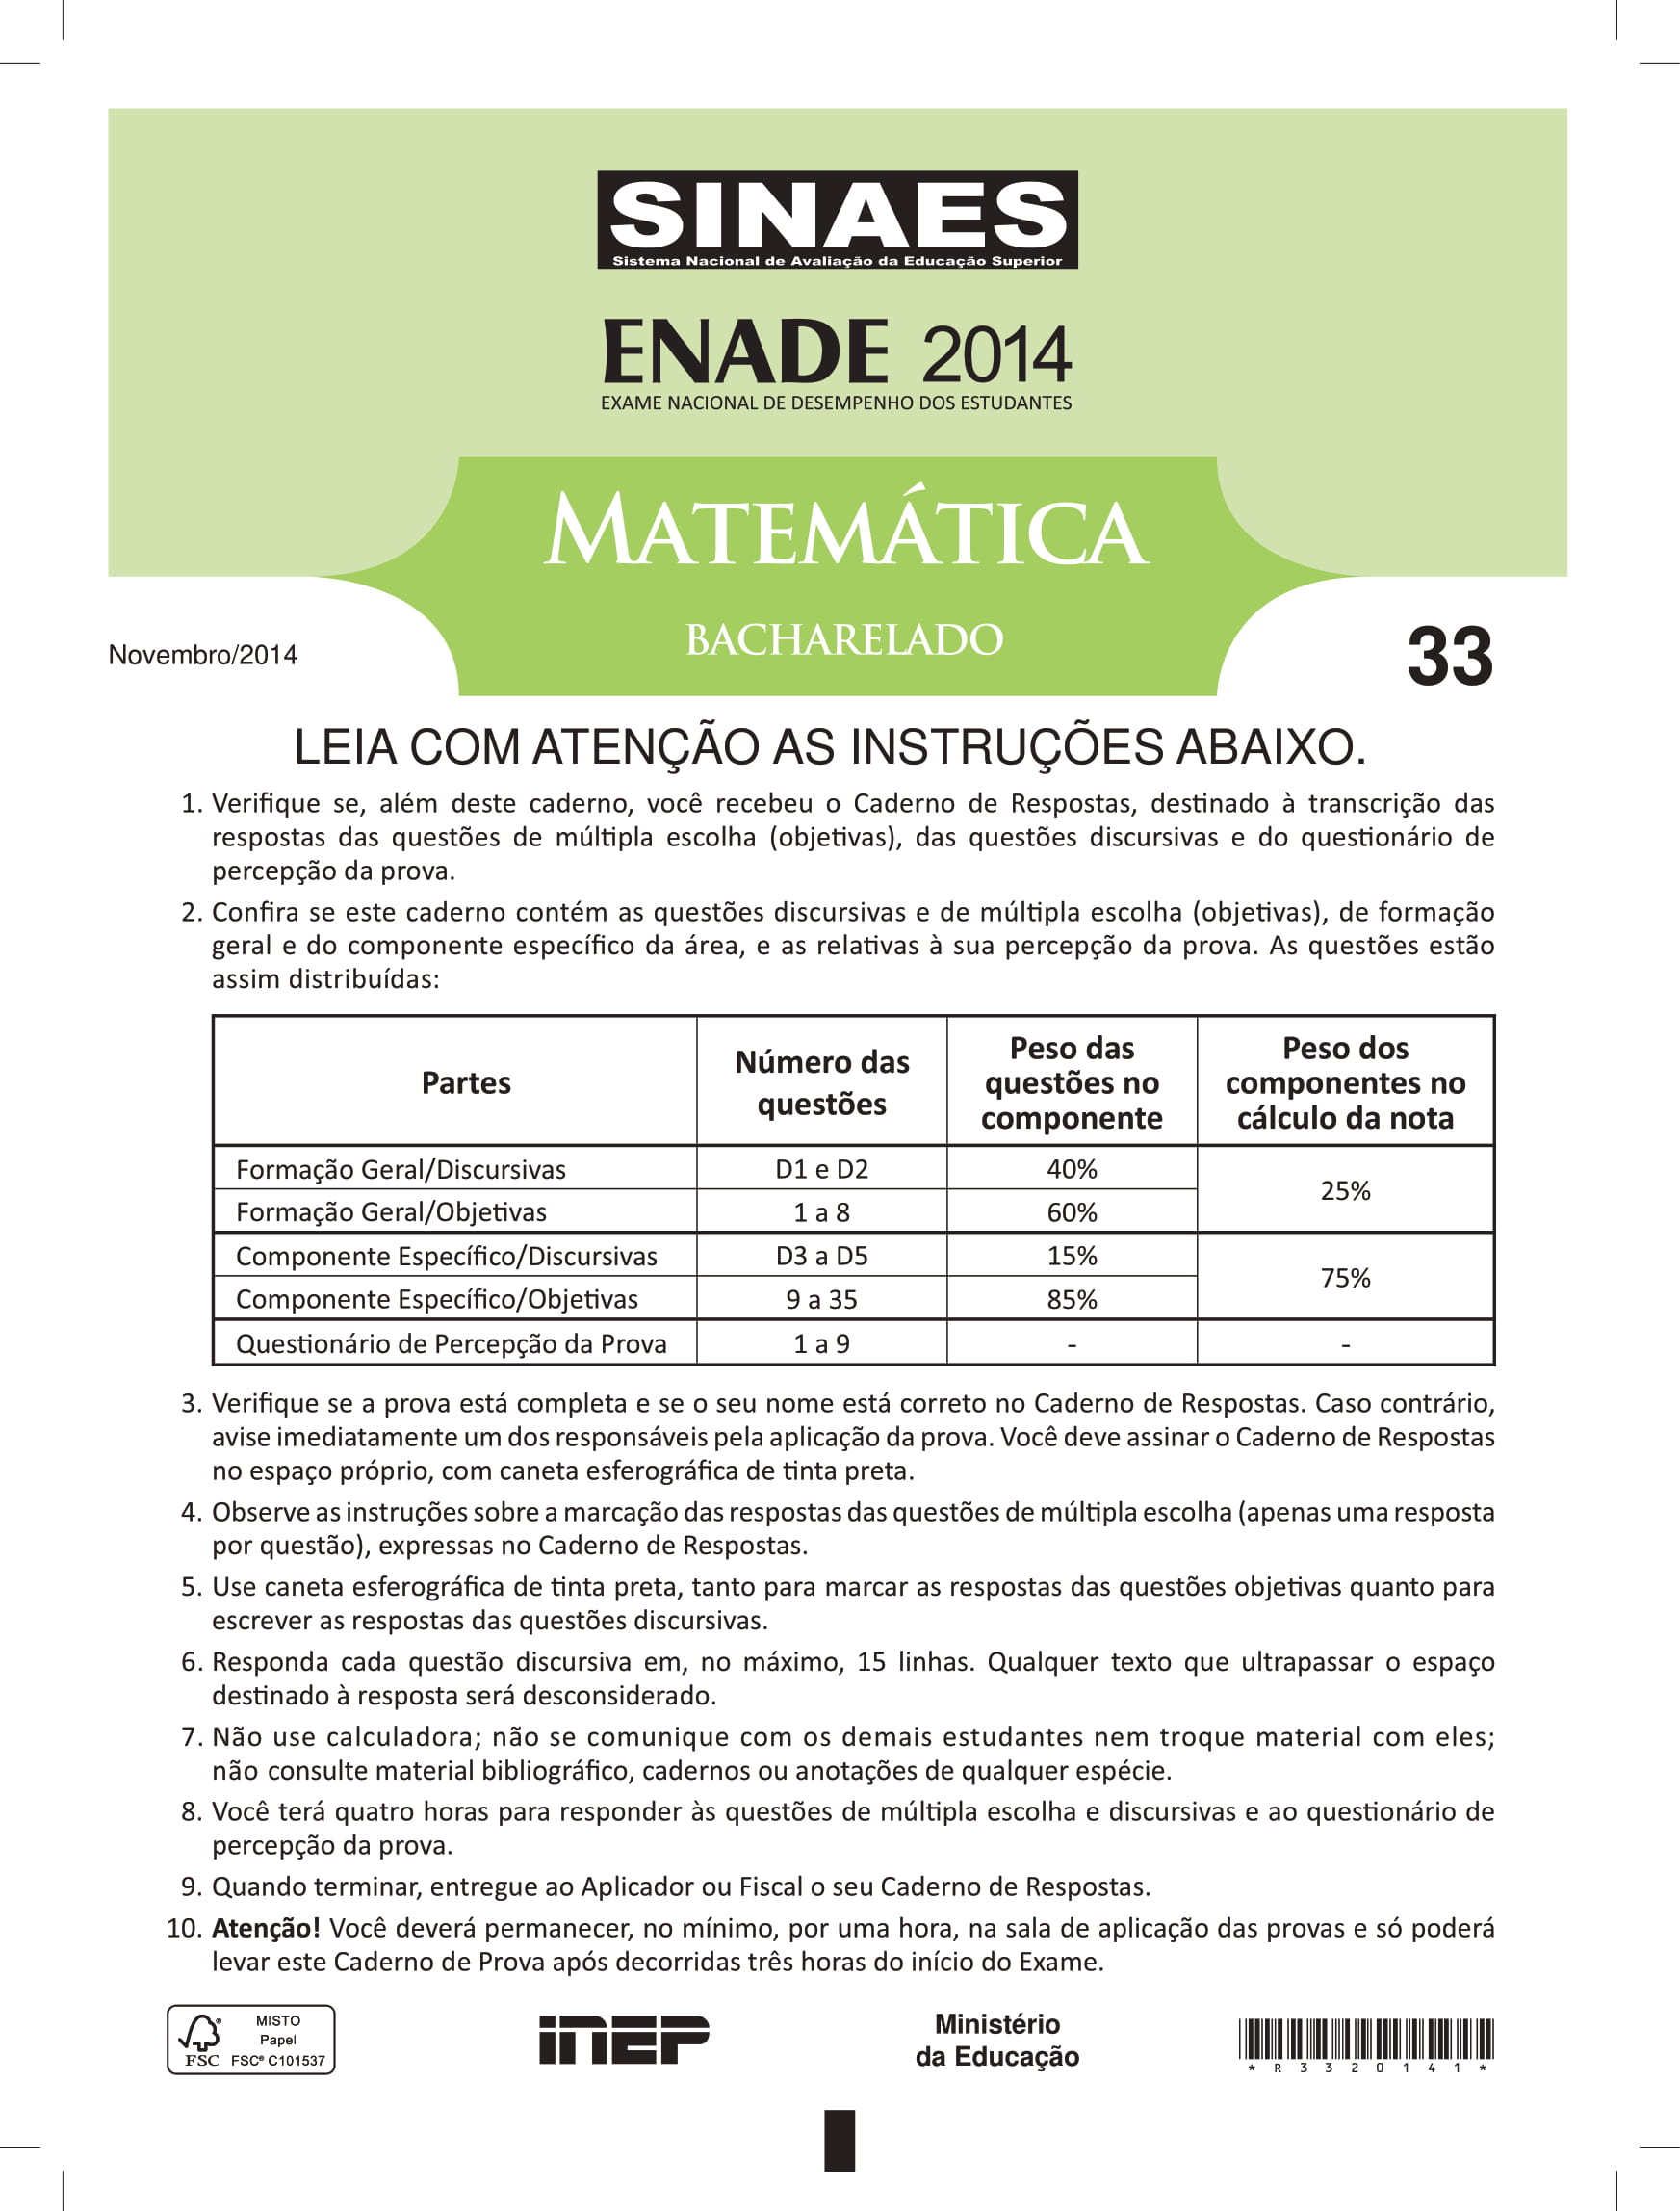 SINAES
Sistema Nacional de Avaliação da Educação Superior
ENADE 2014
EXAME NACIONAL DE DESEMPENHO DOS ESTUDANTES
MATEMÁTICA
BACHARELADO
Novembro/2014
33
LEIA COM ATENÇÃO AS INSTRUÇÕES ABAIXO.
1. Verifique se, além deste caderno, você recebeu o Caderno de Respostas, destinado à transcrição das
respostas das questões de múltipla escolha (objetivas), das questões discursivas e do questionário de
percepção da prova.
2. Confira se este caderno contém as questões discursivas e de múltipla escolha (objetivas), de formação
geral e do componente específico da área, e as relativas à sua percepção da prova. As questões estão
assim distribuídas:
Partes
Número das
questões
Peso das
questões no
componente
Peso dos
componentes no
cálculo da nota
Formação Geral/Discursivas D1 e D2 40%
25%
Formação Geral/Objetivas 1 a 8 60%
Componente Específico/Discursivas D3 a D5 15%
75%
Componente Específico/Objetivas 9 a 35 85%
Questionário de Percepção da Prova 1 a 9 - -
3. Verifique se a prova está completa e se o seu nome está correto no Caderno de Respostas. Caso contrário,
avise imediatamente um dos responsáveis pela aplicação da prova. Você deve assinar o Caderno de Respostas
no espaço próprio, com caneta esferográfica de tinta preta.
4. Observe as instruções sobre a marcação das respostas das questões de múltipla escolha (apenas uma resposta
por questão), expressas no Caderno de Respostas.
5. Use caneta esferográfica de tinta preta, tanto para marcar as respostas das questões objetivas quanto para
escrever as respostas das questões discursivas.
6. Responda cada questão discursiva em, no máximo, 15 linhas. Qualquer texto que ultrapassar o espaço
destinado à resposta será desconsiderado.
7. Não use calculadora; não se comunique com os demais estudantes nem troque material com eles;
não consulte material bibliográfico, cadernos ou anotações de qualquer espécie.
8. Você terá quatro horas para responder às questões de múltipla escolha e discursivas e ao questionário de
percepção da prova.
9. Quando terminar, entregue ao Aplicador ou Fiscal o seu Caderno de Respostas.
10. Atenção! Você deverá permanecer, no mínimo, por uma hora, na sala de aplicação das provas e só poderá
levar este Caderno de Prova após decorridas três horas do início do Exame.
MISTO
Papel
FSC FSC® C101537
INEP
Ministério
da Educação
* R 3 3 2 0 1 4 1 *